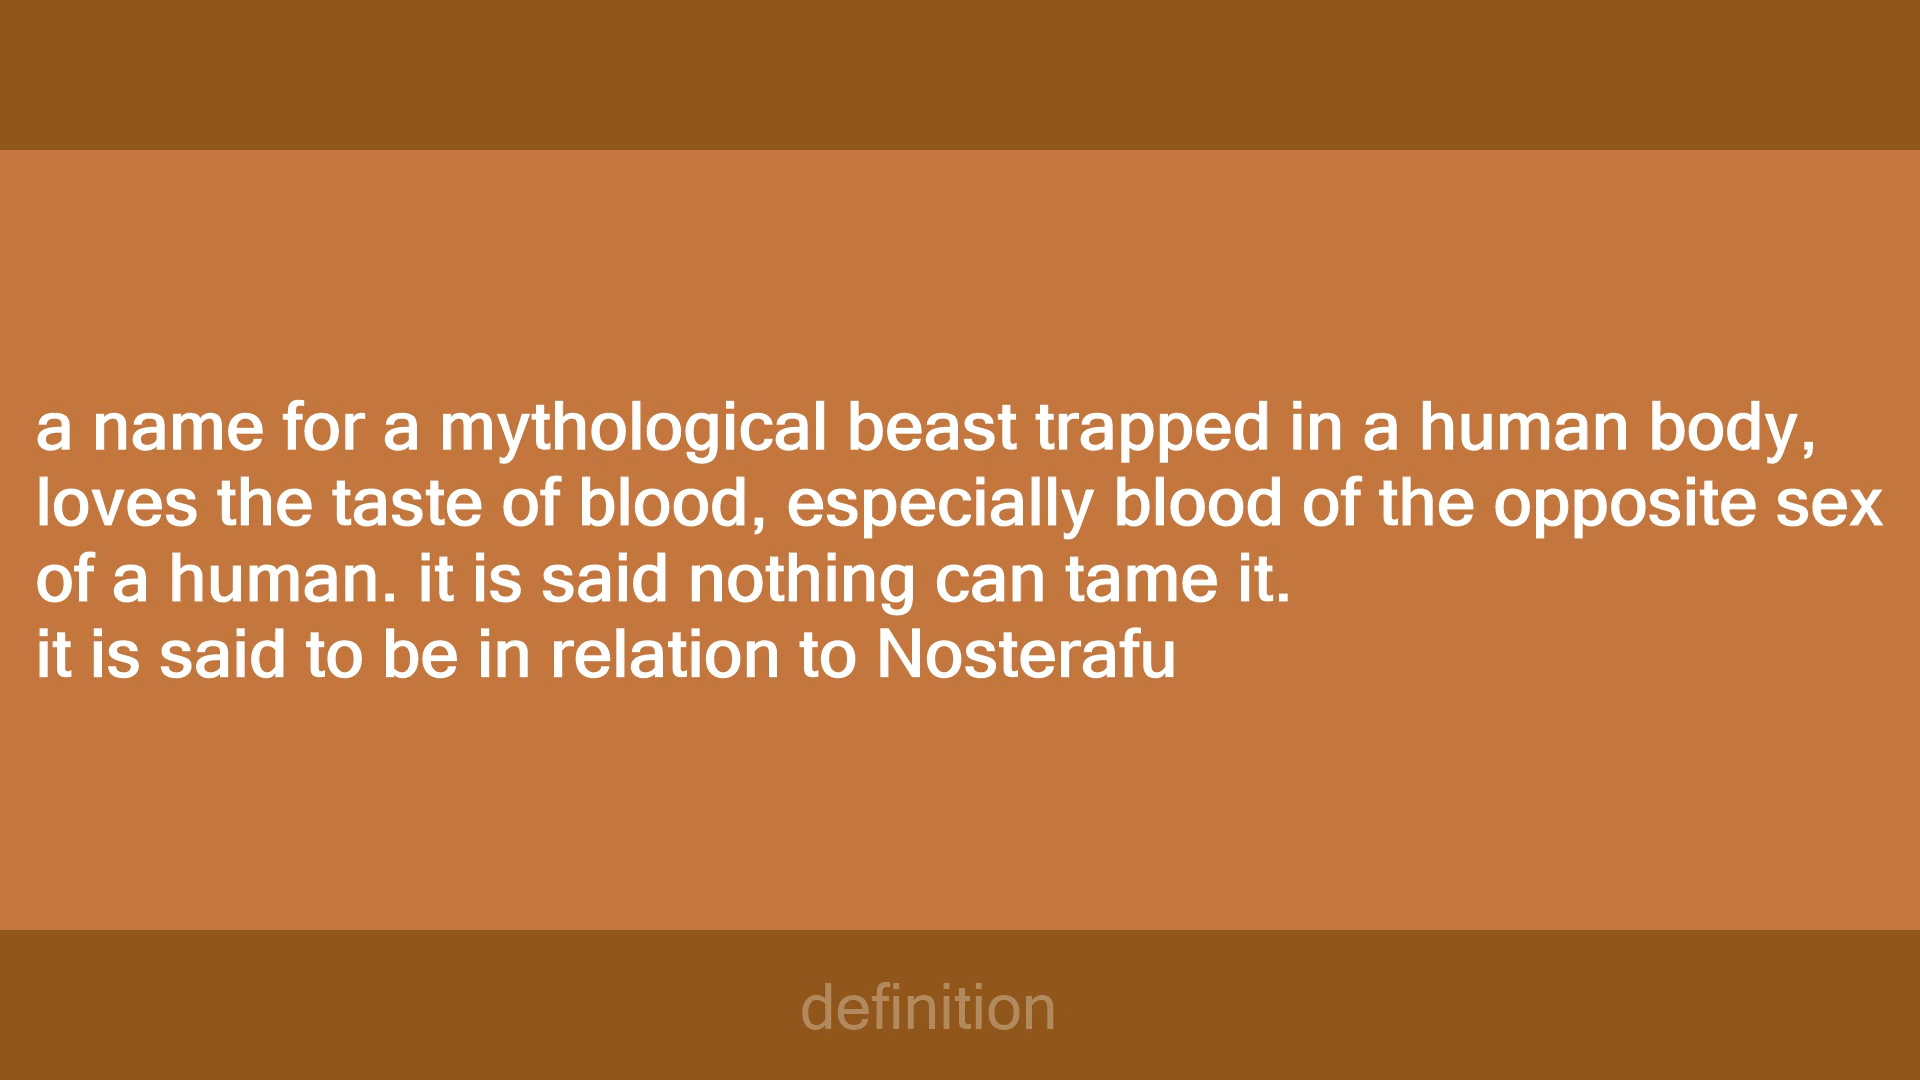 a name for a mythological beast trapped in a human body,
loves the taste of blood, especially blood of the opposite sex
of a human. it is said nothing can tame it.
it is said to be in relation to Nosterafu
definition